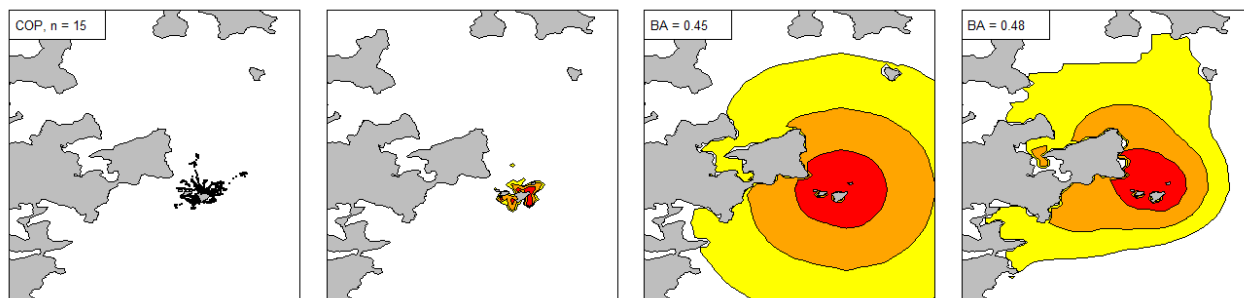 COP, n = 15
BA = 0.45
BA = 0.48